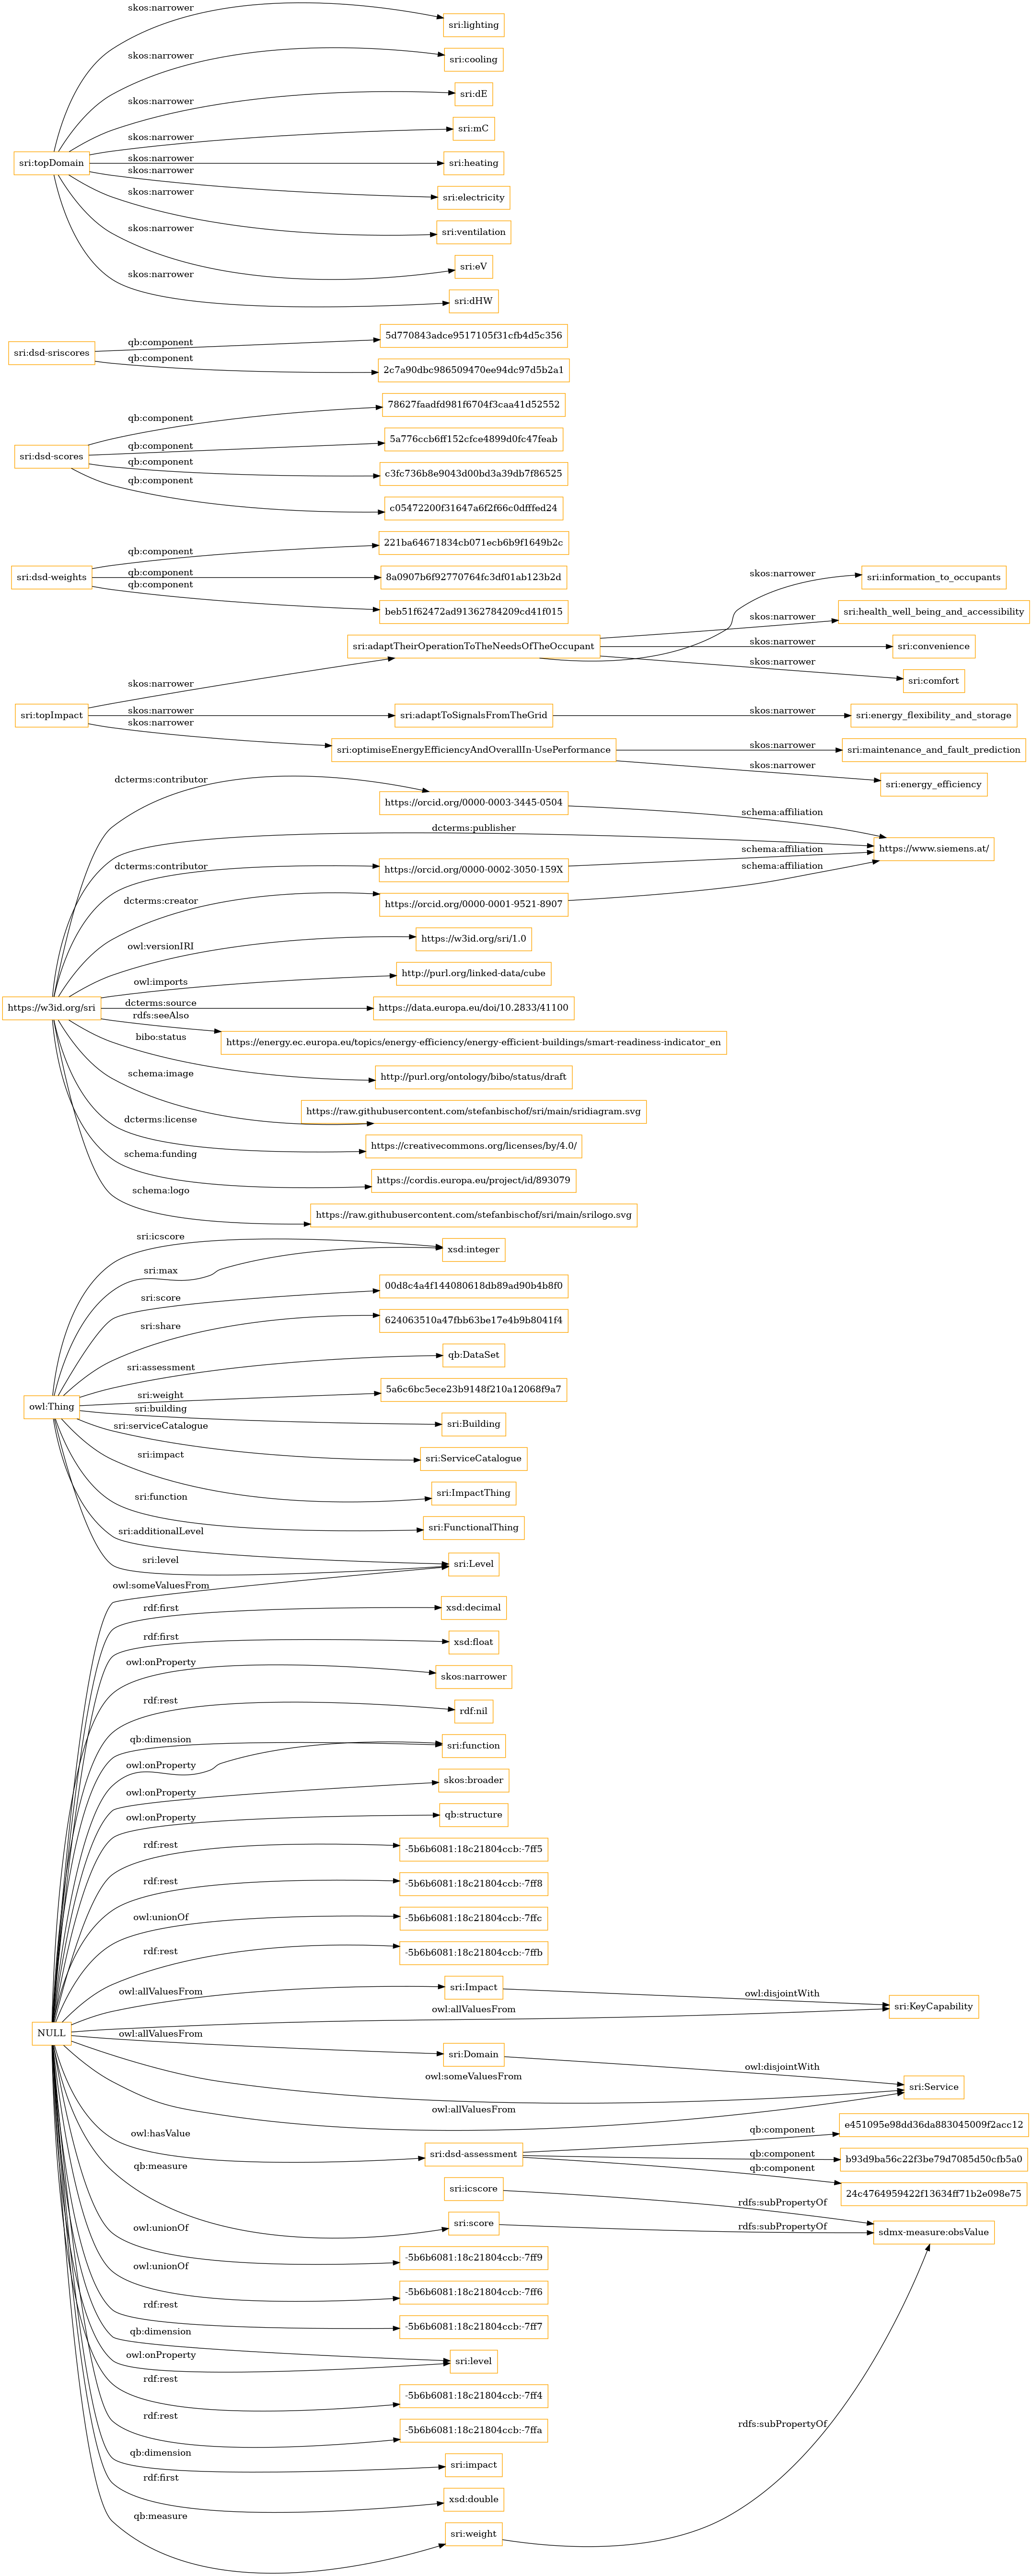 skos:narrower
sri:lighting
skos:narrower
sri:cooling
skos:narrower
sri:dE
skos:narrower
sri:mC
sri:topDomain
skos:narrower
sri:heating
skos:narrower
sri:electricity
skos:narrower
sri:ventilation
skos:narrower
sri:eV
skos:narrower
sri:dHW
sri:dsd-sriscores
qb:component
5d770843adce9517105f31cfb4d5c356
qb:component
2c7a90dbc986509470ee94dc97d5b2a1
qb:component
78627faadfd981f6704f3caa41d52552
sri:dsd-scores
qb:component
5a776ccb6ff152cfce4899d0fc47feab
qb:component
c3fc736b8e9043d00bd3a39db7f86525
qb:component
c05472200f31647a6f2f66c0dfffed24
qb:component
221ba64671834cb071ecb6b9f1649b2c
sri:dsd-weights
qb:component
8a0907b6f92770764fc3df01ab123b2d
qb:component
beb51f62472ad91362784209cd41f015
skos:narrower
sri:information_to_occupants
skos:narrower
sri:health_well_being_and_accessibility
sri:adaptTheirOperationToTheNeedsOfTheOccupant
skos:narrower
sri:convenience
skos:narrower
sri:comfort
skos:narrower
sri:topImpact
skos:narrower
sri:adaptToSignalsFromTheGrid
skos:narrower
sri:energy_flexibility_and_storage
skos:narrower
sri:optimiseEnergyEfficiencyAndOverallIn-UsePerformance
skos:narrower
sri:maintenance_and_fault_prediction
skos:narrower
sri:energy_efficiency
dcterms:contributor
https://orcid.org/0000-0003-3445-0504
schema:affiliation
dcterms:publisher
https://www.siemens.at/
dcterms:contributor
https://orcid.org/0000-0002-3050-159X
schema:affiliation
dcterms:creator
https://orcid.org/0000-0001-9521-8907
schema:affiliation
owl:versionIRI
https://w3id.org/sri/1.0
owl:imports
http://purl.org/linked-data/cube
https://w3id.org/sri
dcterms:source
https://data.europa.eu/doi/10.2833/41100
rdfs:seeAlso
https://energy.ec.europa.eu/topics/energy-efficiency/energy-efficient-buildings/smart-readiness-indicator_en
bibo:status
http://purl.org/ontology/bibo/status/draft
schema:image
https://raw.githubusercontent.com/stefanbischof/sri/main/sridiagram.svg
dcterms:license
https://creativecommons.org/licenses/by/4.0/
schema:funding
https://cordis.europa.eu/project/id/893079
schema:logo
https://raw.githubusercontent.com/stefanbischof/sri/main/srilogo.svg
sri:icscore
xsd:integer
sri:max
sri:score
00d8c4a4f144080618db89ad90b4b8f0
sri:share
624063510a47fbb63be17e4b9b8041f4
sri:assessment
qb:DataSet
owl:Thing
sri:weight
5a6c6bc5ece23b9148f210a12068f9a7
sri:building
sri:Building
sri:serviceCatalogue
sri:ServiceCatalogue
sri:impact
sri:ImpactThing
sri:function
sri:FunctionalThing
sri:additionalLevel
sri:level
sri:Level
owl:someValuesFrom
rdf:first
xsd:decimal
rdf:first
xsd:float
owl:onProperty
skos:narrower
rdf:rest
rdf:nil
qb:dimension
sri:function
owl:onProperty
owl:onProperty
skos:broader
owl:onProperty
qb:structure
rdf:rest
-5b6b6081:18c21804ccb:-7ff5
rdf:rest
-5b6b6081:18c21804ccb:-7ff8
owl:unionOf
-5b6b6081:18c21804ccb:-7ffc
rdf:rest
-5b6b6081:18c21804ccb:-7ffb
owl:allValuesFrom
sri:Impact
owl:disjointWith
sri:KeyCapability
owl:allValuesFrom
NULL
owl:allValuesFrom
sri:Domain
owl:disjointWith
owl:someValuesFrom
sri:Service
owl:allValuesFrom
owl:hasValue
sri:dsd-assessment
qb:component
e451095e98dd36da883045009f2acc12
qb:component
b93d9ba56c22f3be79d7085d50cfb5a0
qb:component
24c4764959422f13634ff71b2e098e75
sri:icscore
rdfs:subPropertyOf
qb:measure
sri:score
rdfs:subPropertyOf
sdmx-measure:obsValue
owl:unionOf
-5b6b6081:18c21804ccb:-7ff9
owl:unionOf
-5b6b6081:18c21804ccb:-7ff6
rdf:rest
-5b6b6081:18c21804ccb:-7ff7
qb:dimension
sri:level
owl:onProperty
rdf:rest
-5b6b6081:18c21804ccb:-7ff4
rdf:rest
-5b6b6081:18c21804ccb:-7ffa
rdfs:subPropertyOf
qb:dimension
sri:impact
rdf:first
xsd:double
qb:measure
sri:weight